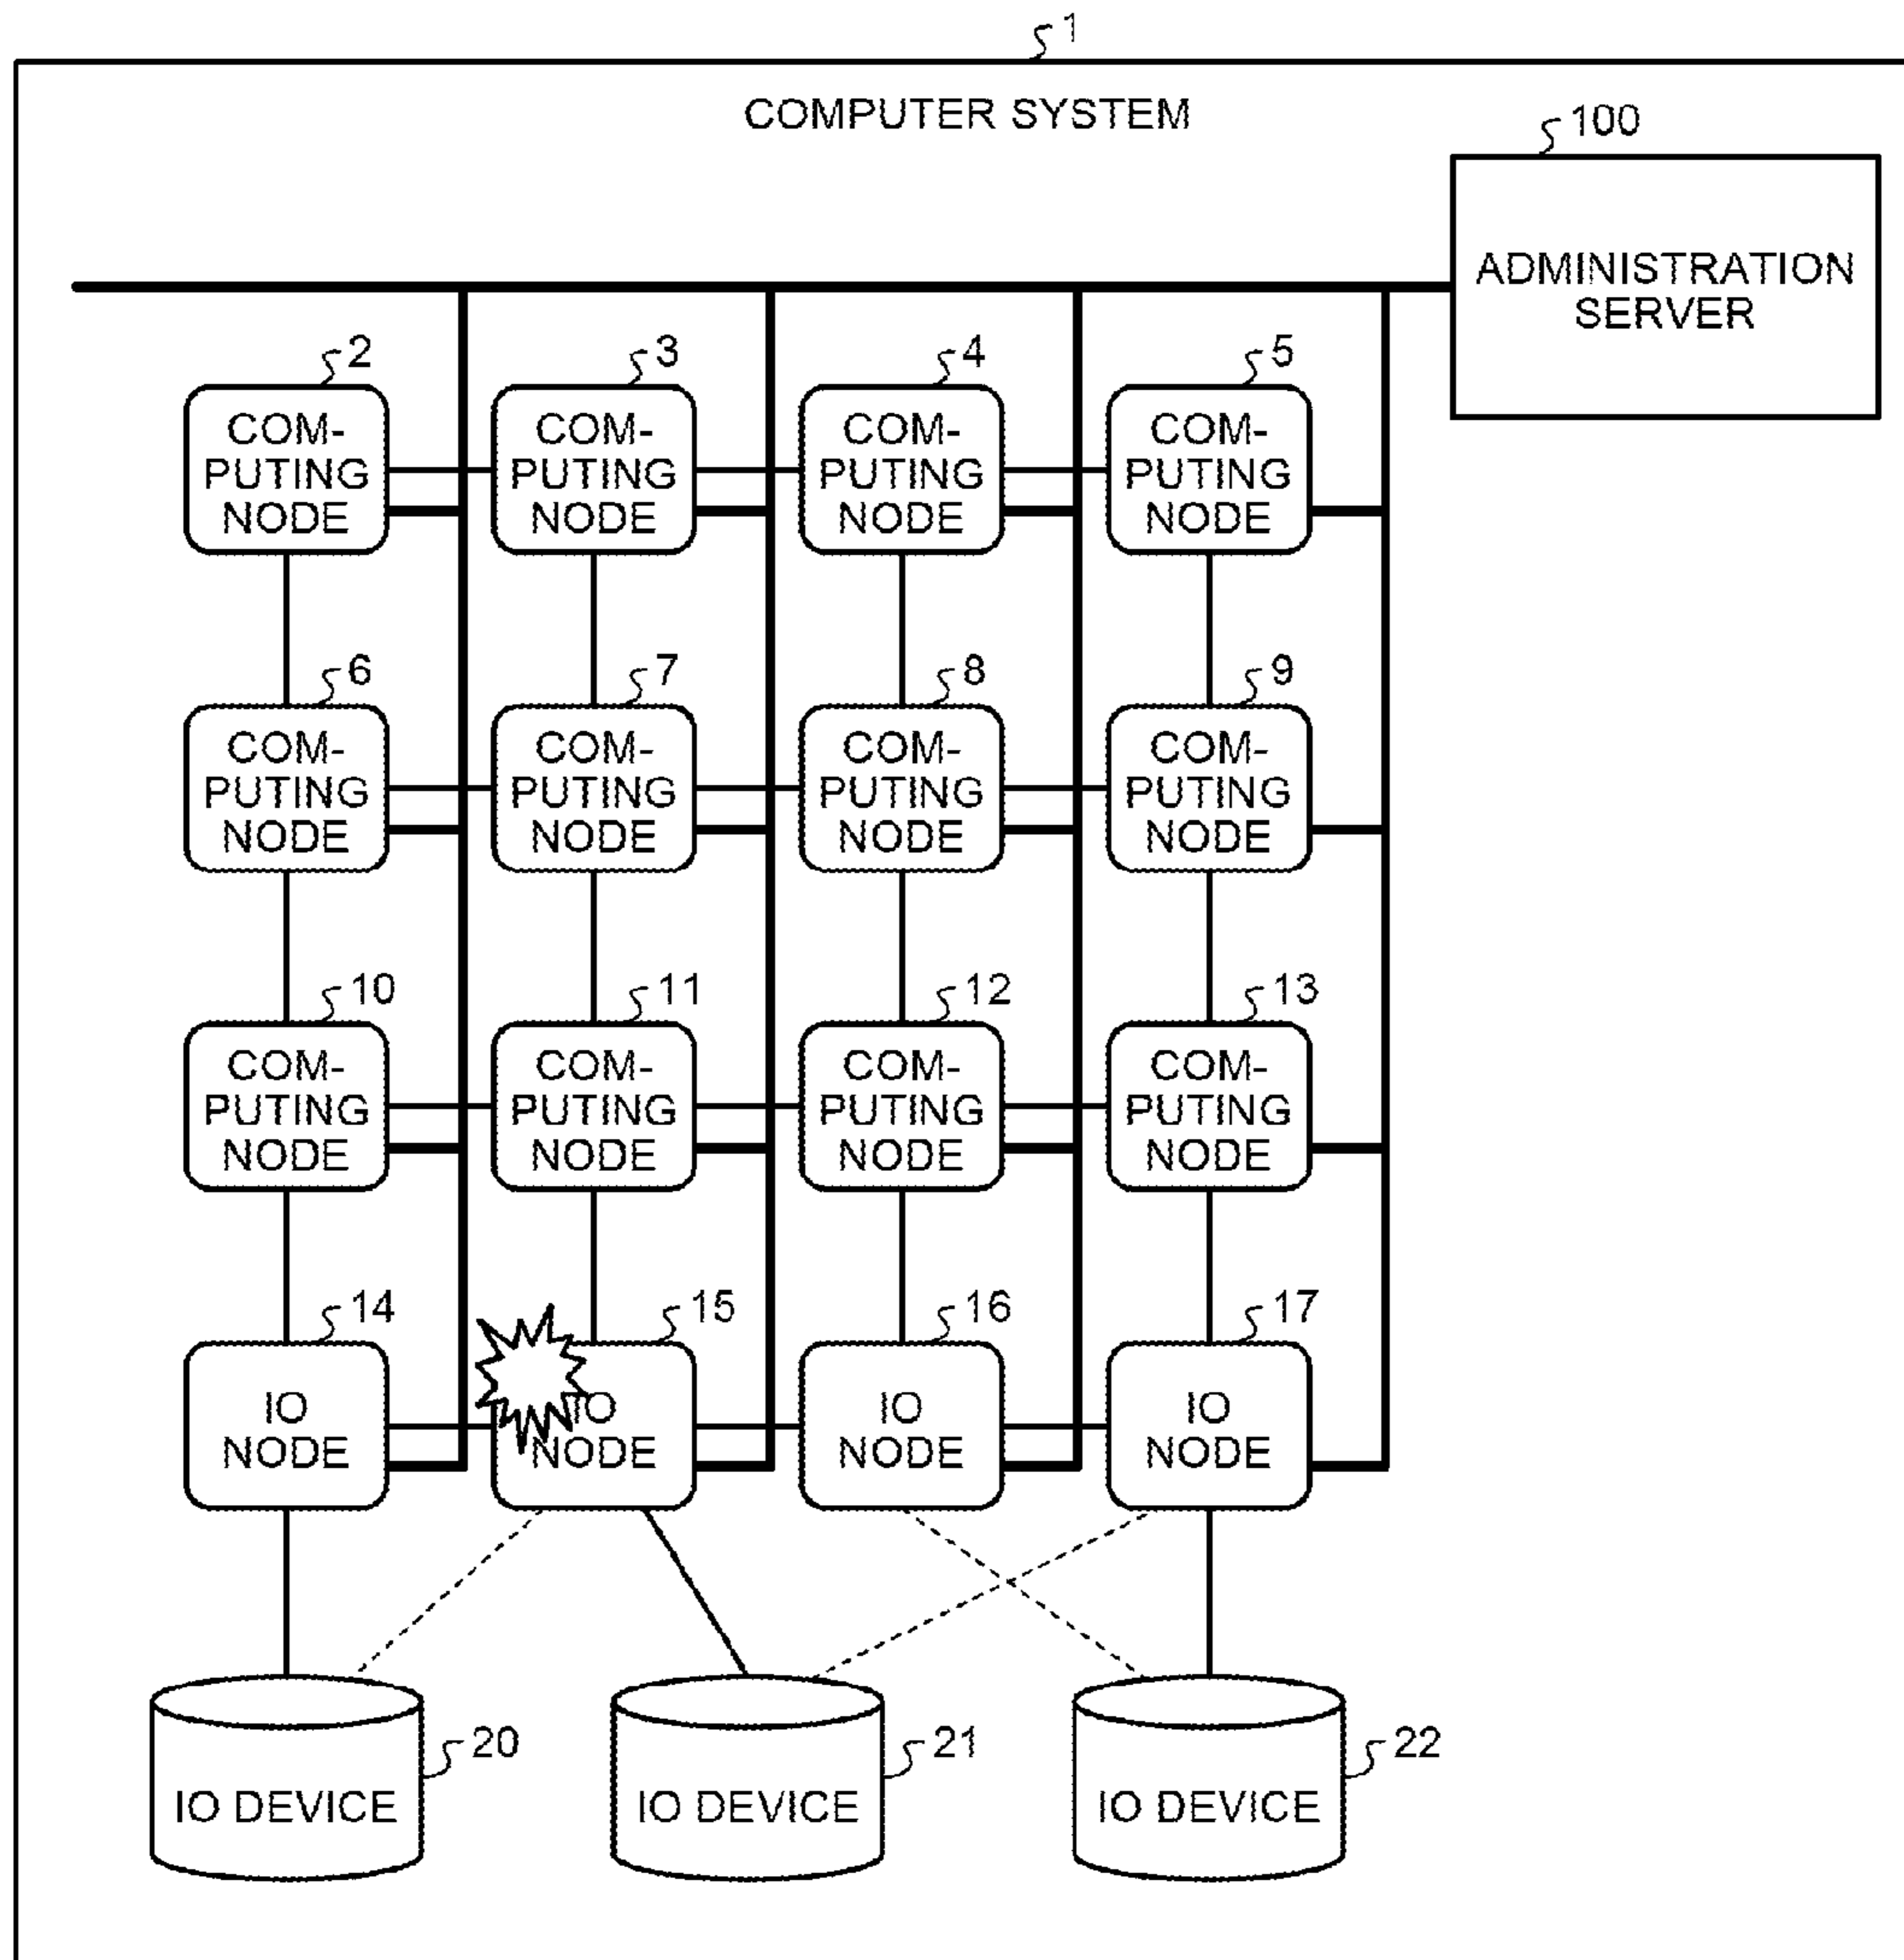 1
COMPUTER SYSTEM
100
ADMINISTRATION
SERVER
2
3
4
5
COM-
PUTING
NODE
COM-
PUTING
NODE
COM-
PUTING
NODE
COM-
PUTING
NODE
6
7
8
9
COM-
PUTING
NODE
COM-
PUTING
NODE
COM-
PUTING
NODE
COM-
PUTING
NODE
10
11
12
13
COM-
PUTING
NODE
COM-
PUTING
NODE
COM-
PUTING
NODE
COM-
PUTING
NODE
14
15
16
17
IO
NODE
IO
NODE
IO
NODE
IO
NODE
20
21
22
IO DEVICE
IO DEVICE
IO DEVICE